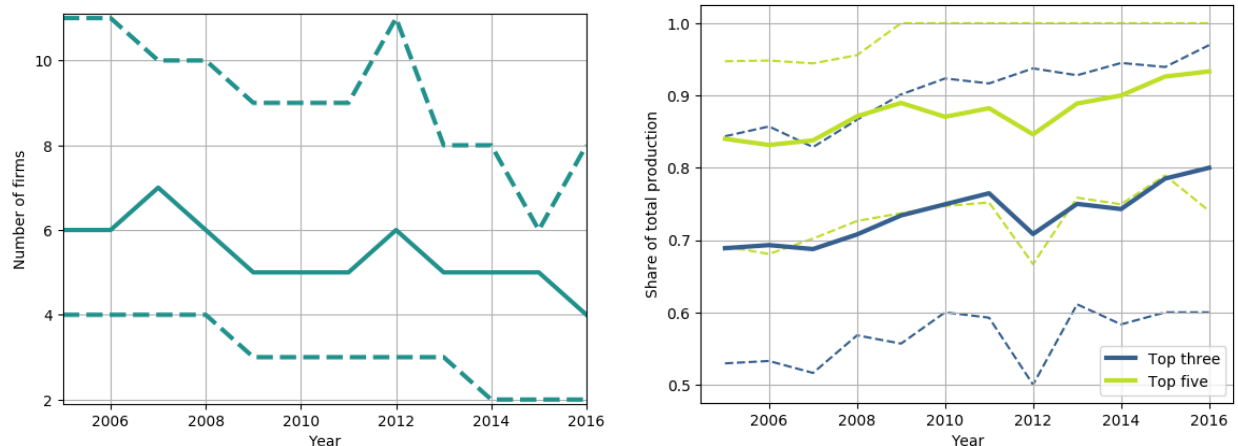 Number of firms
10
8
6
4
2
2006 2008 2010 2012 2014 2016
Year
Share of total production
1.0
0.9
0.8
0.7
0.6
0.5
Top three
Top five
2006 2008 2010 2012 2014 2016
Year